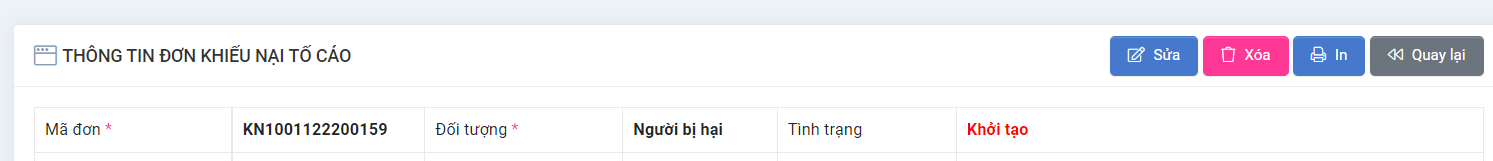 THÔNG TIN ĐƠN KHIẾU NẠI TỐ CÁO
Sửa Xóa In Quay lại
Mã đơn * KN1001122200159 Đối tượng * Người bị hại Tình trạng Khởi tạo